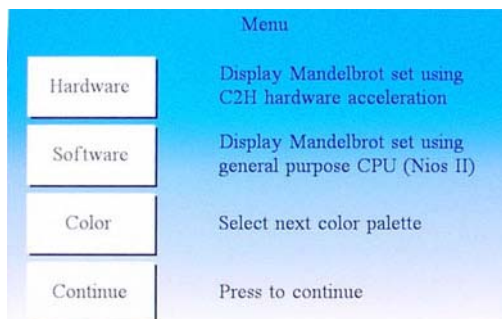 Menu
Hardware
Display Mandelbrot set using
C2H hardware acceleration
Software
Display Mandelbrot set using
general purpose CPU (Nios II)
Color
Select next color palette
Continue
Press to continue